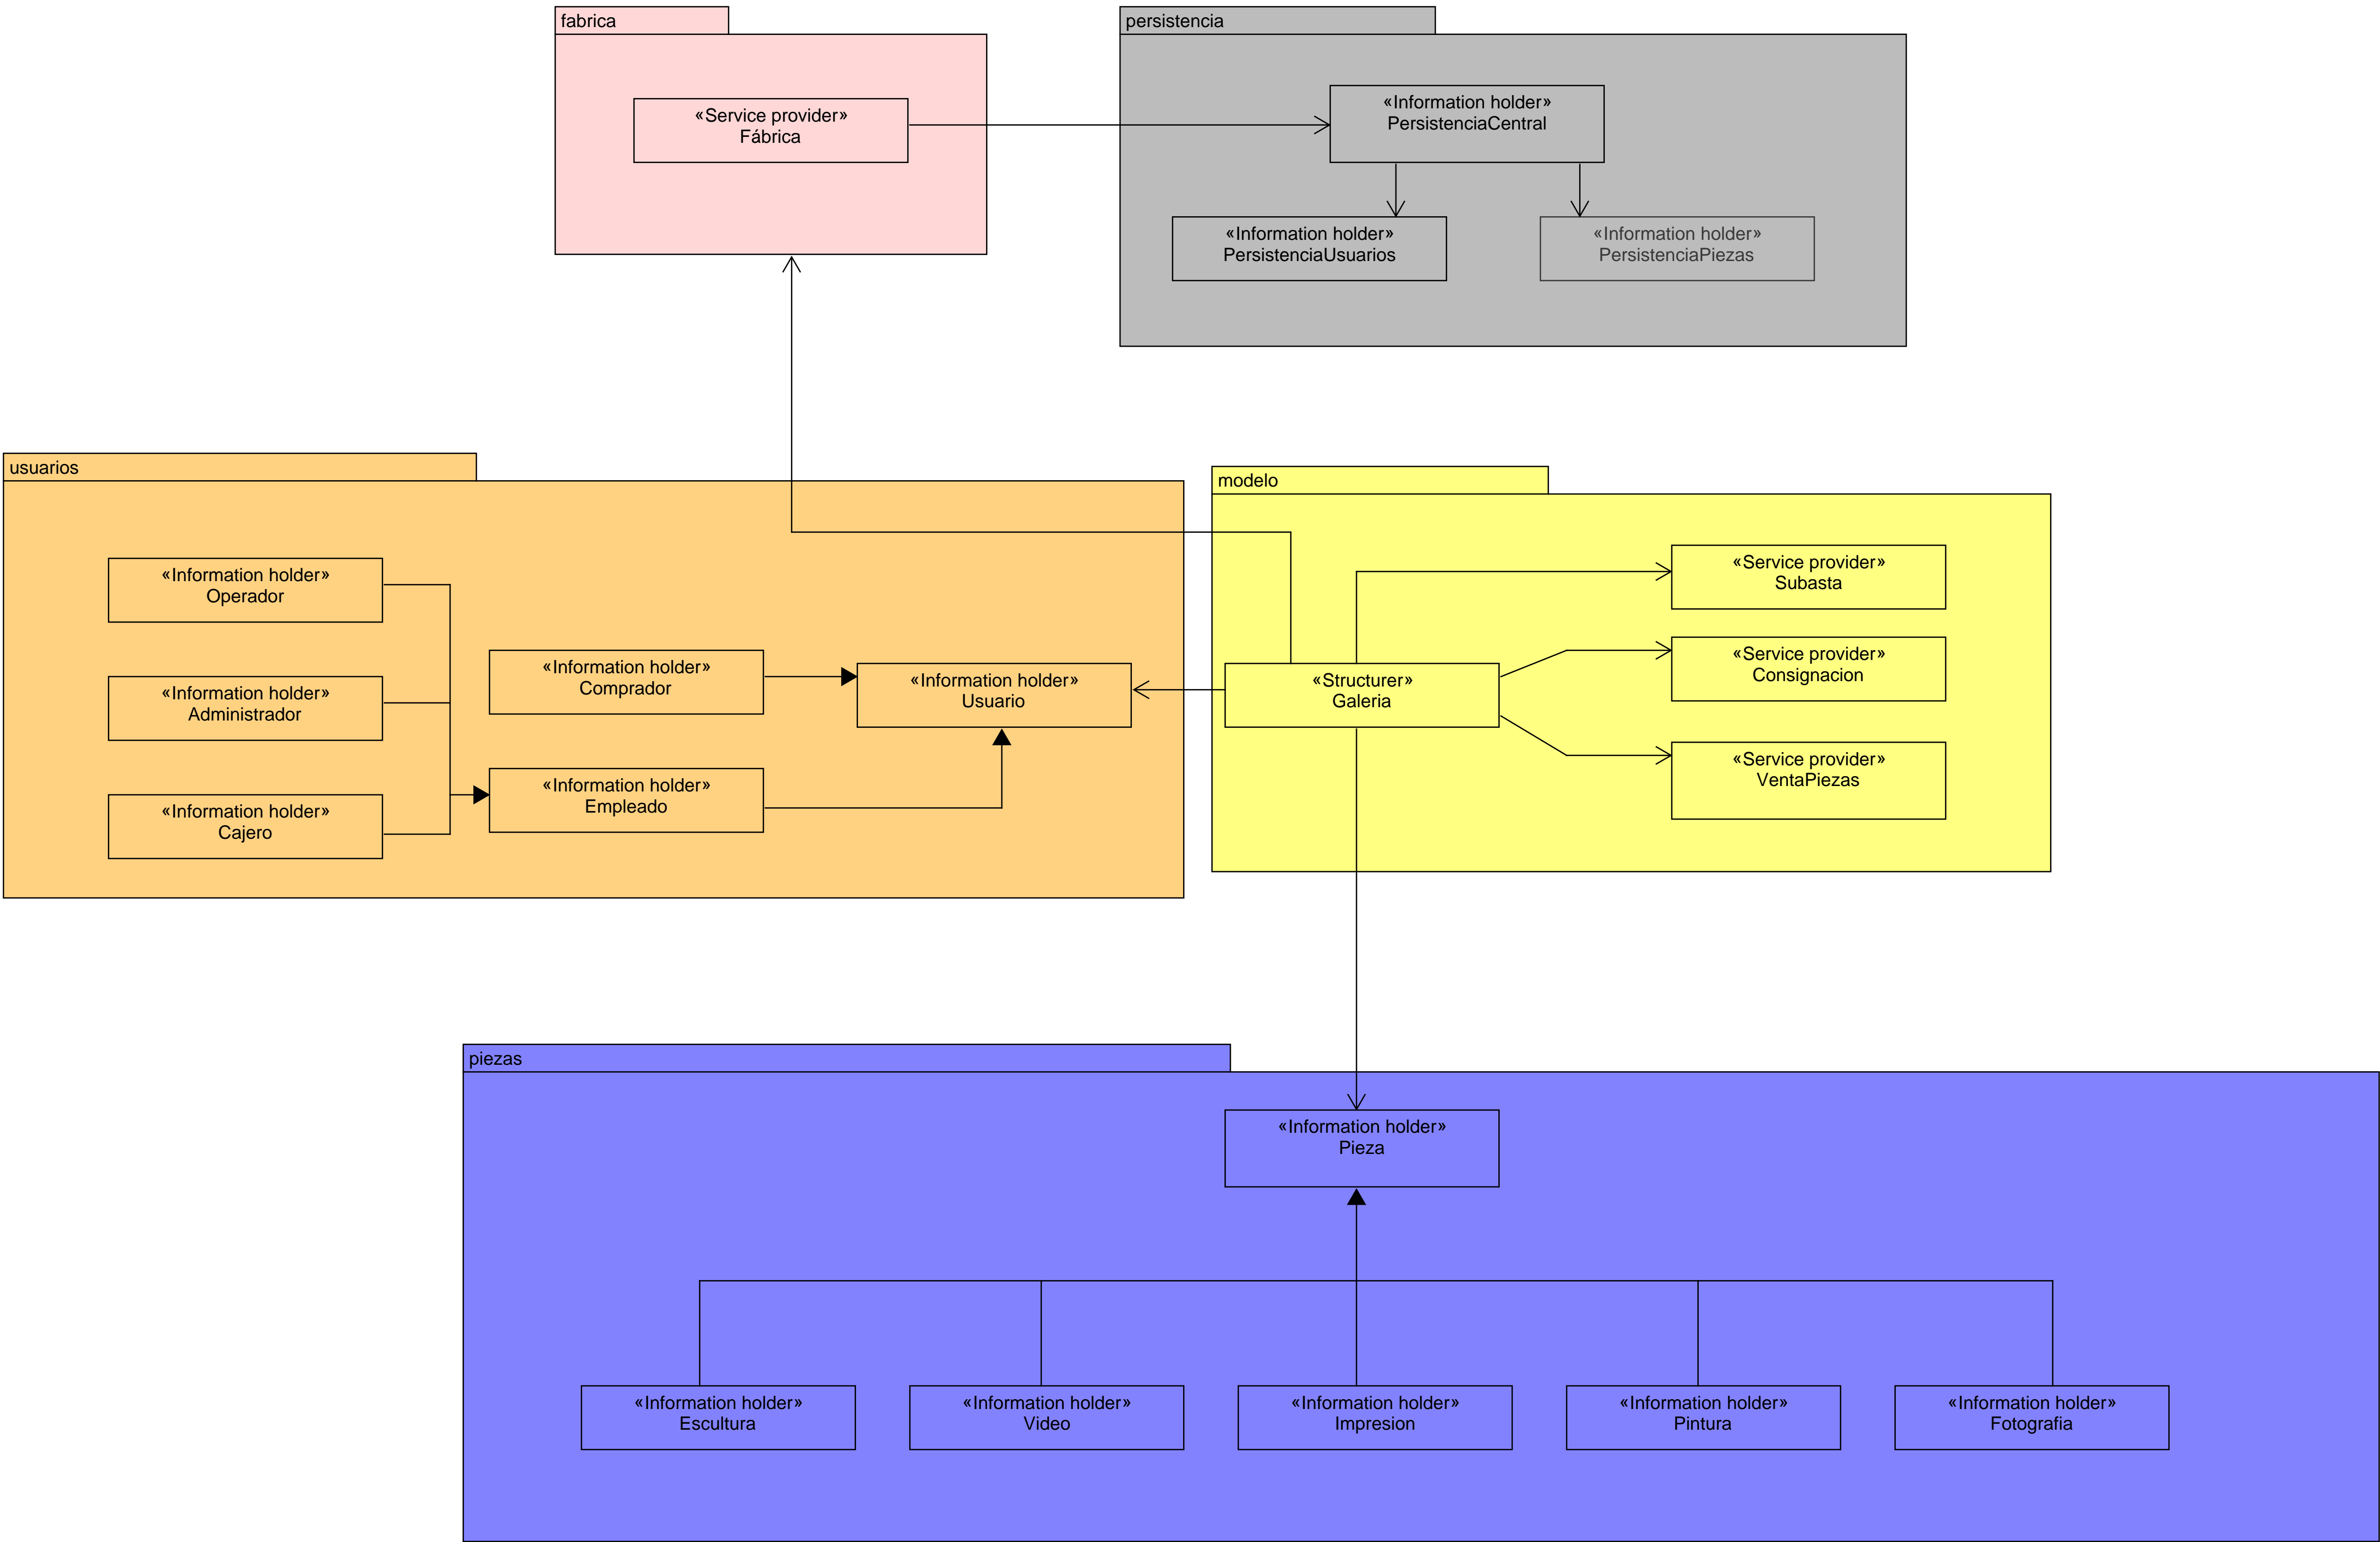 fabrica
«Service provider»
Fábrica
persistencia
«Information holder»
PersistenciaCentral
«Information holder»
PersistenciaUsuarios
«Information holder»
PersistenciaPiezas
usuarios
«Information holder»
Operador
«Information holder»
Administrador
«Information holder»
Cajero
«Information holder»
Comprador
«Information holder»
Empleado
«Information holder»
Usuario
modelo
«Structurer»
Galeria
«Service provider»
Subasta
«Service provider»
Consignacion
«Service provider»
VentaPiezas
piezas
«Information holder»
Pieza
«Information holder»
Escultura
«Information holder»
Video
«Information holder»
Impresion
«Information holder»
Pintura
«Information holder»
Fotografia